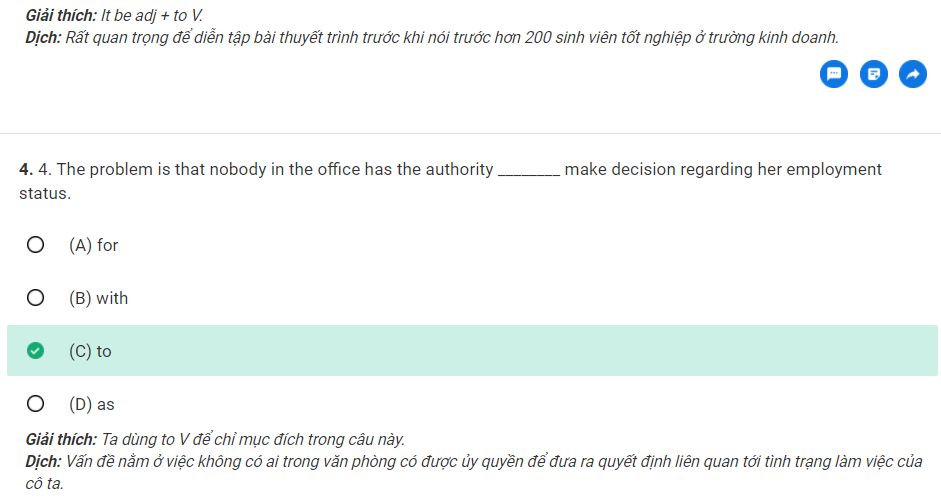 Giải thích: It be adj + to V.
Dịch: Rất quan trọng để diễn tập bài thuyết trình trước khi nói trước hơn 200 sinh viên tốt nghiệp ở trường kinh doanh.
4. 4. The problem is that nobody in the office has the authority ________ make decision regarding her employment
status.
(A) for
(B) with
(C) to
(D) as
Giải thích: Ta dùng to V để chỉ mục đích trong câu này.
Dịch: Vấn đề nằm ở việc không có ai trong văn phòng có được ủy quyền để đưa ra quyết định liên quan tới tình trạng làm việc của
cô ta.